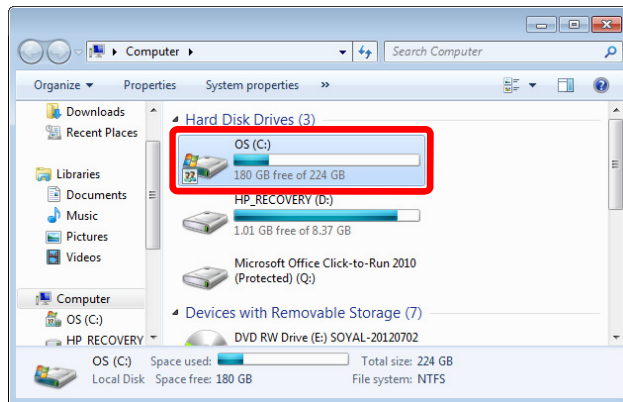 Computer
Search Computer
Organize Properties System properties »
Downloads
Recent Places
Libraries
Documents
Music
Pictures
Videos
Computer
OS (C:)
HP_RECOVERY
Hard Disk Drives (3)
OS (C:)
180 GB free of 224 GB
HP_RECOVERY (D:)
1.01 GB free of 8.37 GB
Microsoft Office Click-to-Run 2010
(Protected) (Q:)
Devices with Removable Storage (7)
DVD RW Drive (E:) SOYAL-20120702
OS (C:) Space used: Total size: 224 GB
Local Disk Space free: 180 GB File system: NTFS